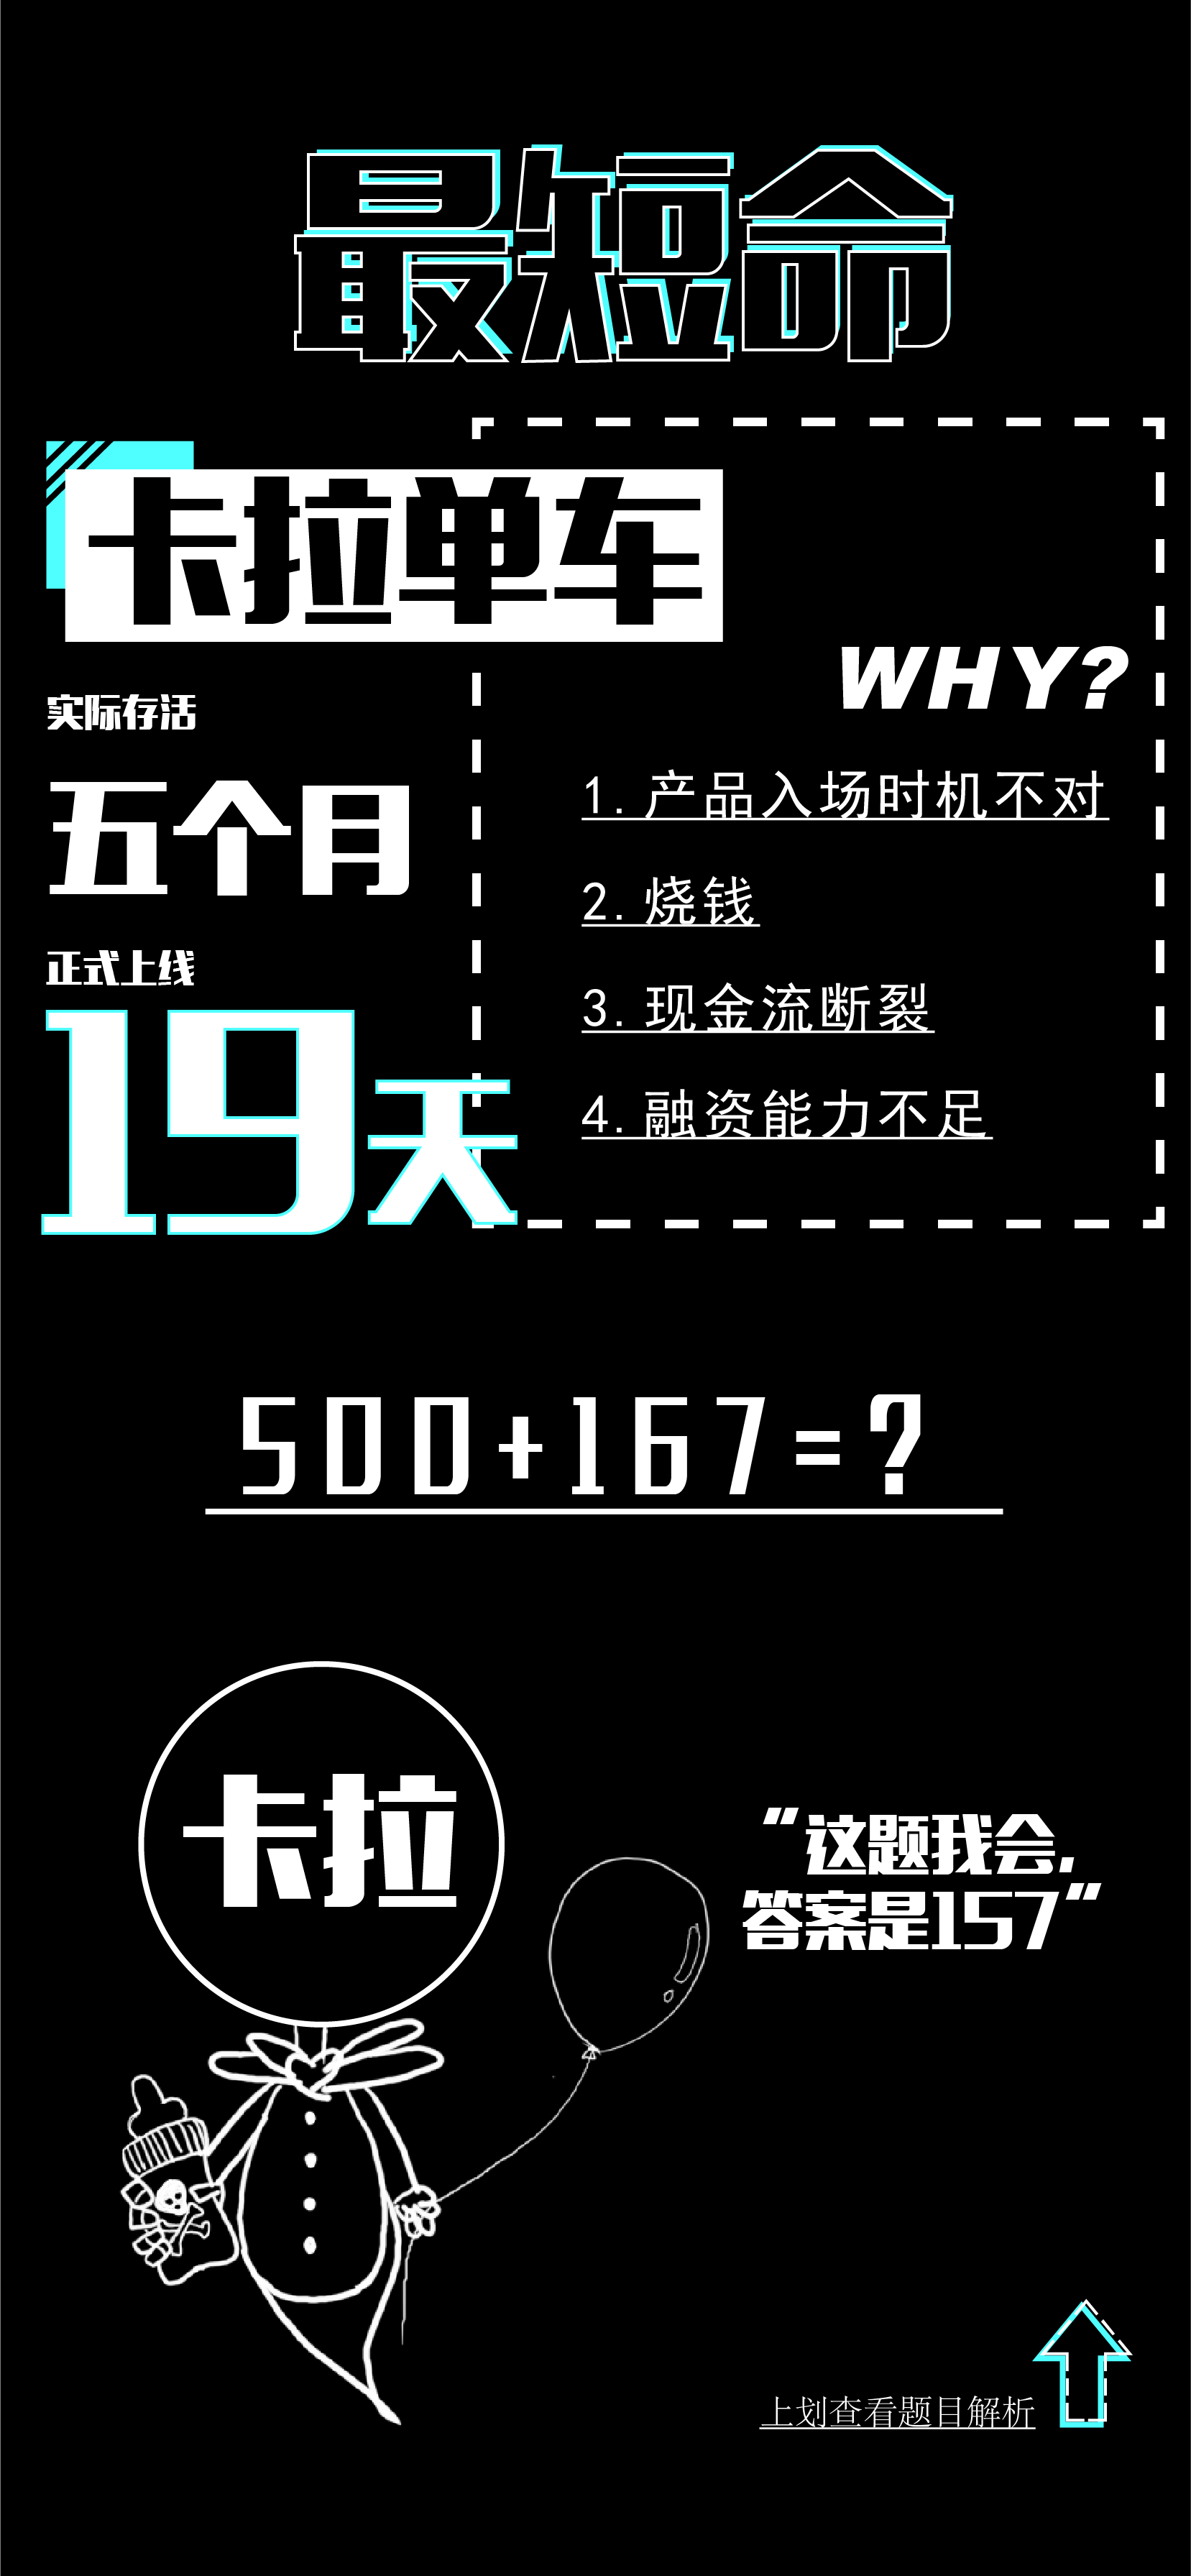 最短命
卡拉单车
实际存活
五个月
正式上线
19天
WHY?
1.产品入场时机不对
2.烧钱
3.现金流断裂
4.融资能力不足
500+167=?
卡拉
"这题我会,
答案是157"
上划查看题目解析